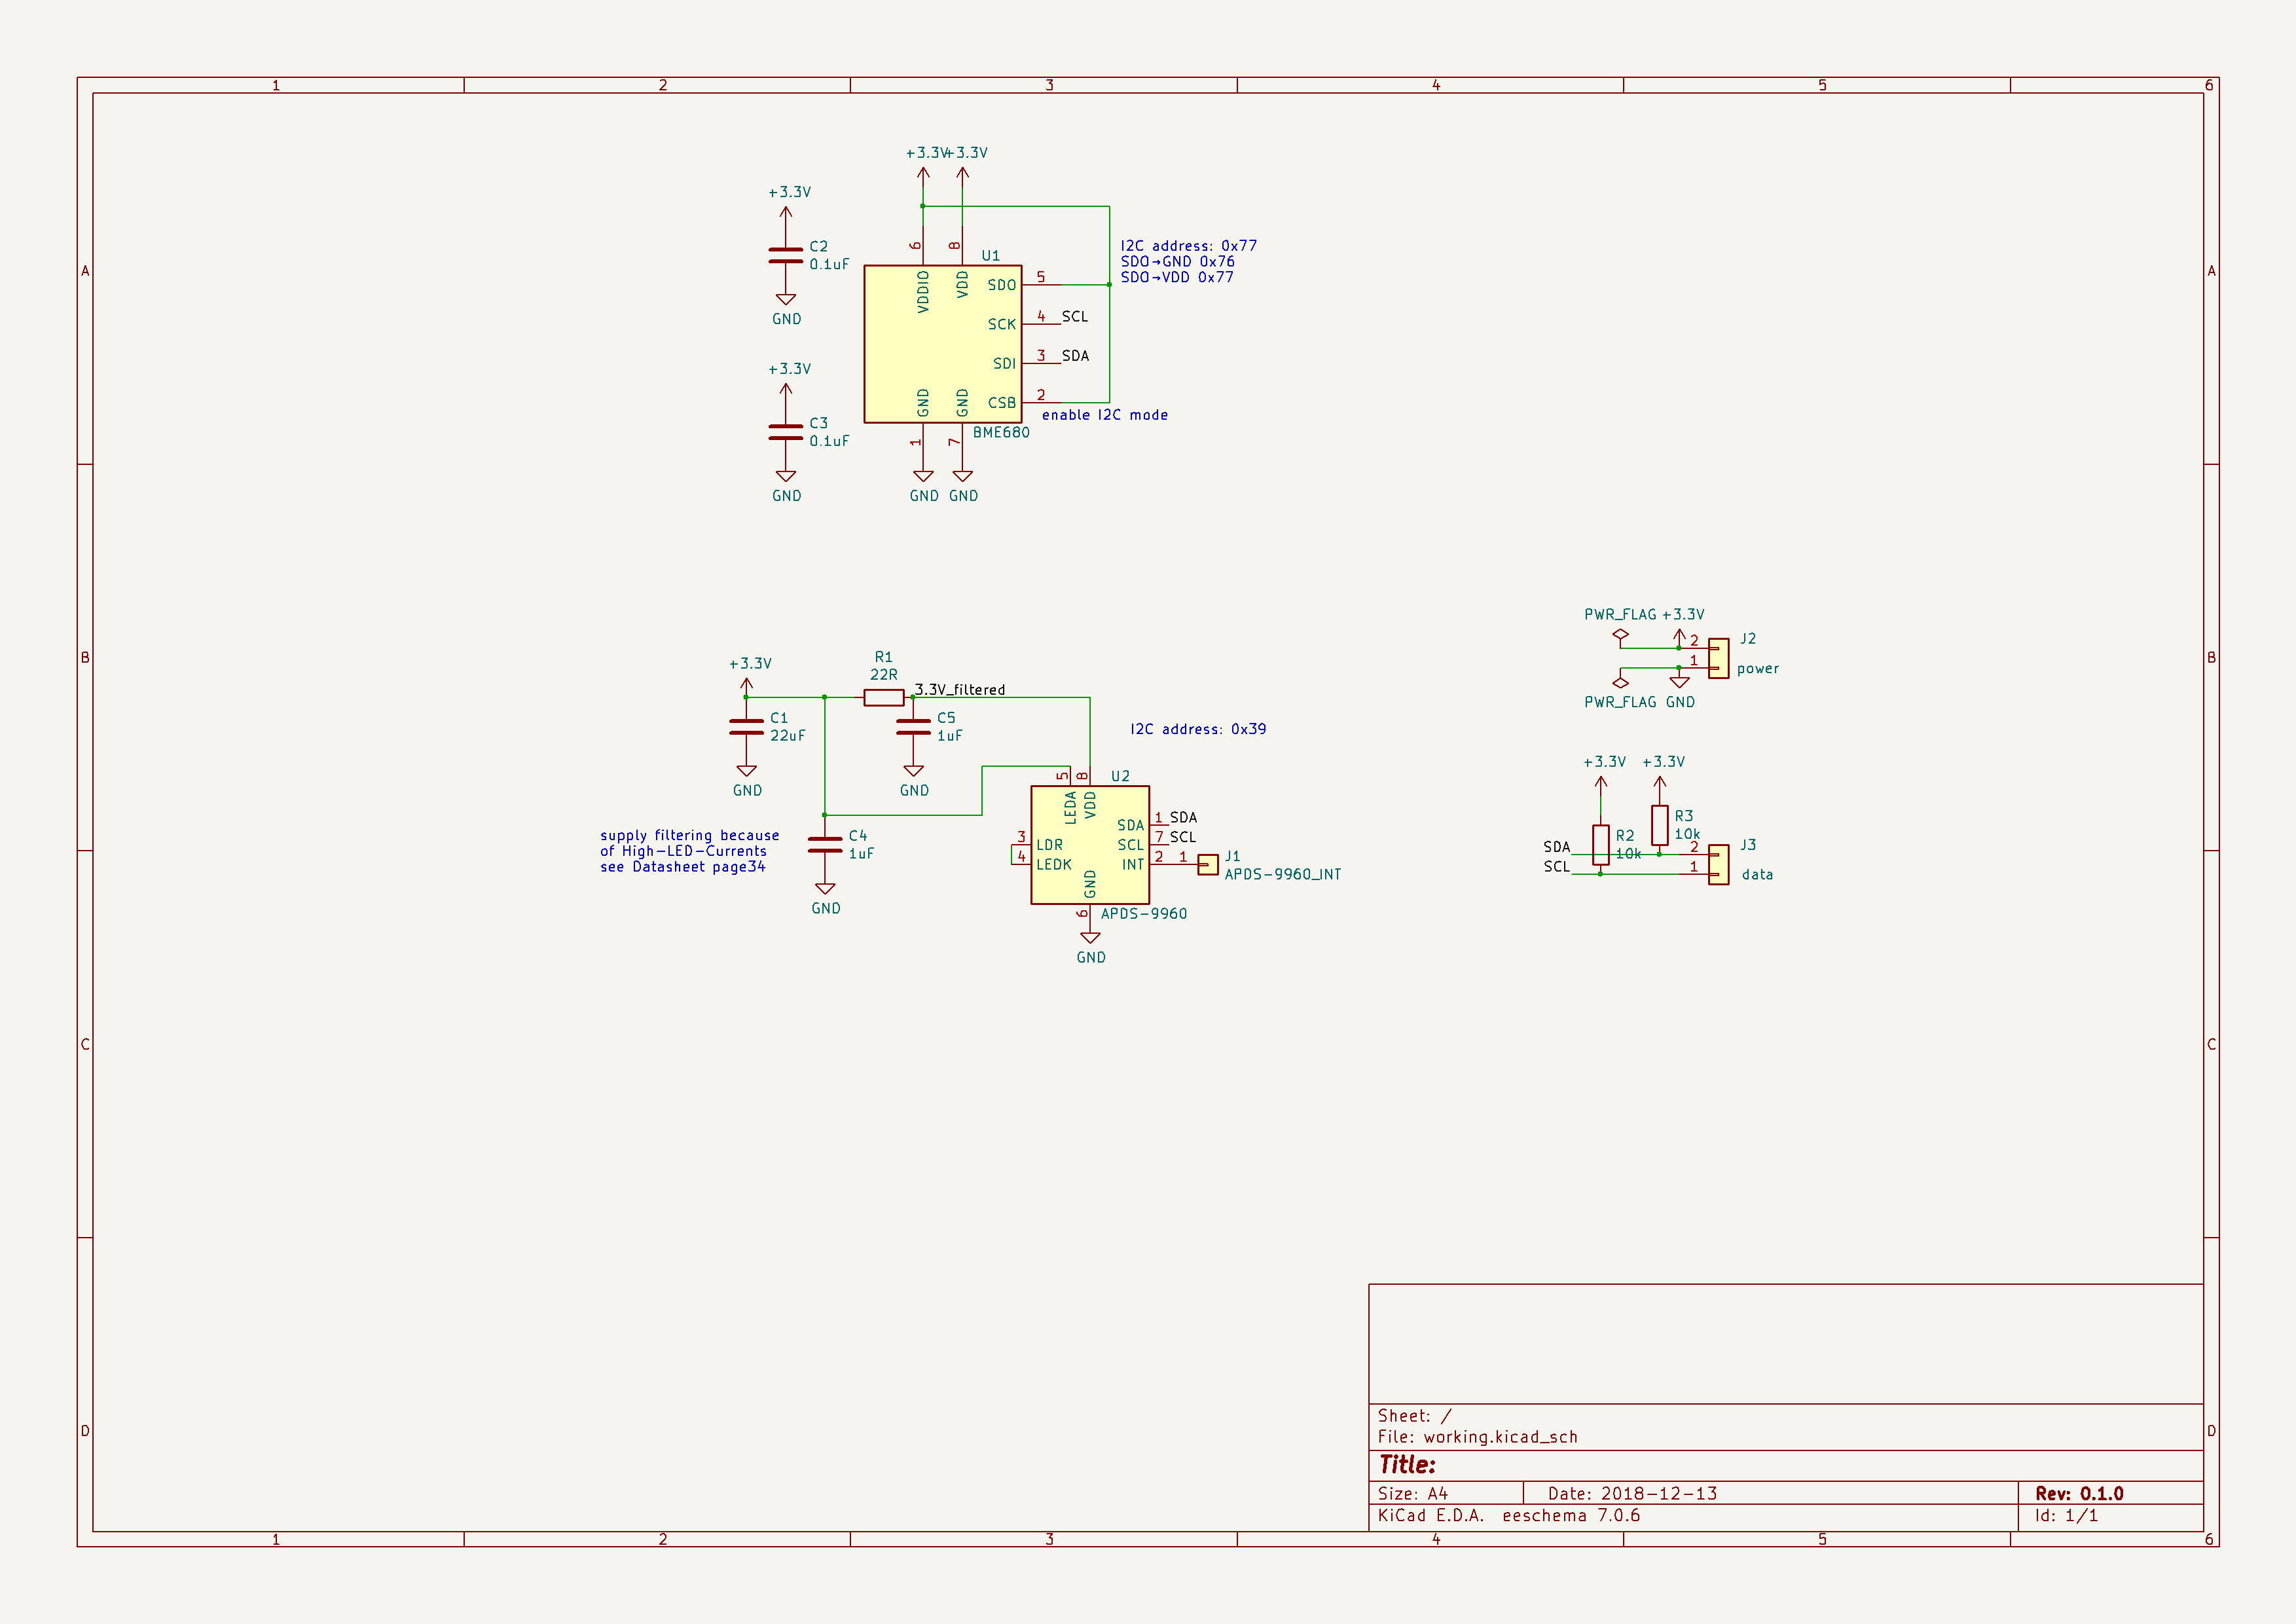 1 2 3 4 5 6
A A
B B
C C
D D
+3.3V +3.3V
+3.3V
C2
0.1uF
GND
+3.3V
C3
0.1uF
GND
6 8
U1
VDDIO VDD
SDO 5
SCK 4 SCL
SDI 3 SDA
CSB 2
GND GND
1 7
BME680
GND GND
I2C address: 0x77
SDO→GND 0x76
SDO→VDD 0x77
enable I2C mode
+3.3V
R1
22R
3.3V_filtered
C1
22uF
GND
C5
1uF
GND
I2C address: 0x39
supply filtering because
of High-LED-Currents
see Datasheet page34
C4
1uF
GND
5 8
U2
LEDA VDD
SDA 1 SDA
3 LDR SCL 7 SCL
4 LEDK INT 2 1
J1
APDS-9960_INT
GND
6
APDS-9960
GND
PWR_FLAG +3.3V
2 J2
1 power
PWR_FLAG GND
+3.3V +3.3V
R3
10k
R2
10k
SDA 2 J3
SCL 1 data
Sheet: /
File: working.kicad_sch
Title:
Size: A4 Date: 2018-12-13 Rev: 0.1.0
KiCad E.D.A. eeschema 7.0.6 Id: 1/1
1 2 3 4 5 6